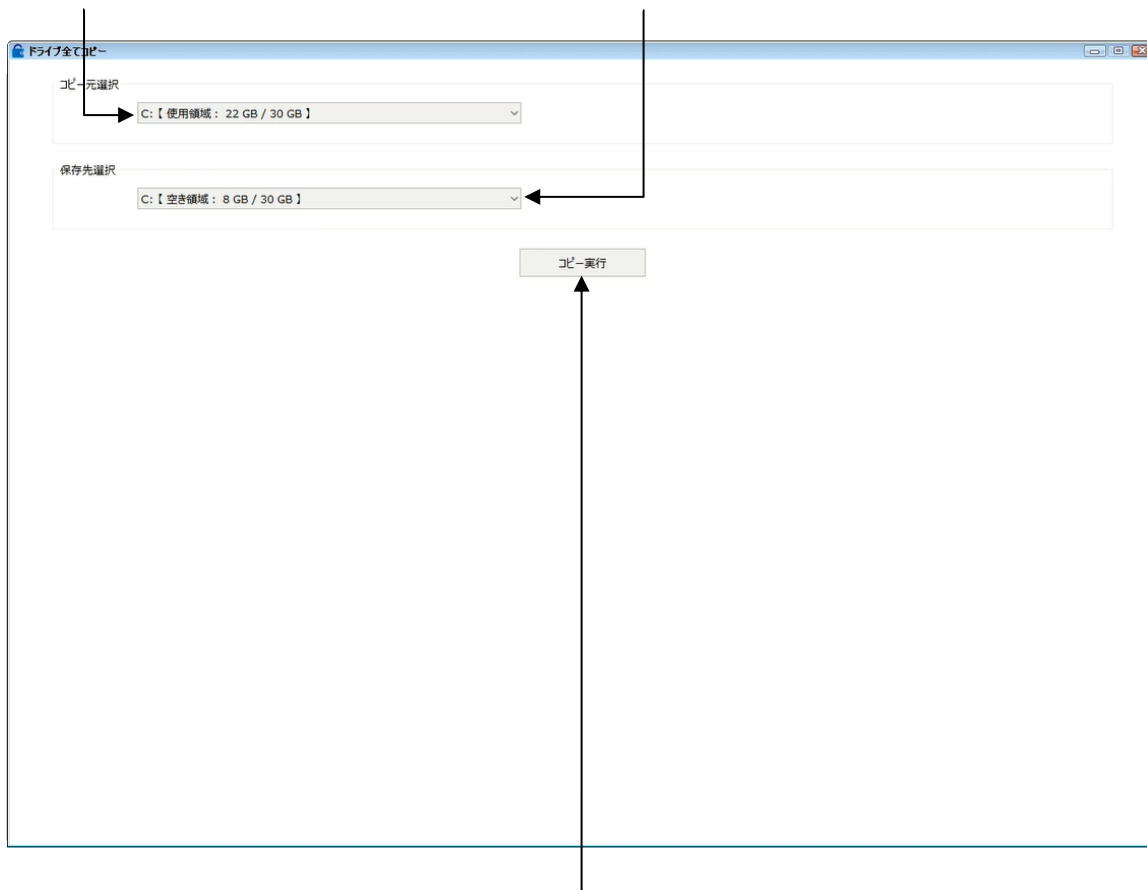 ドライブ全てコピー
コピー元選択
C:【 使用領域： 22 GB / 30 GB 】
保存先選択
C:【 空き領域： 8 GB / 30 GB 】
コピー実行